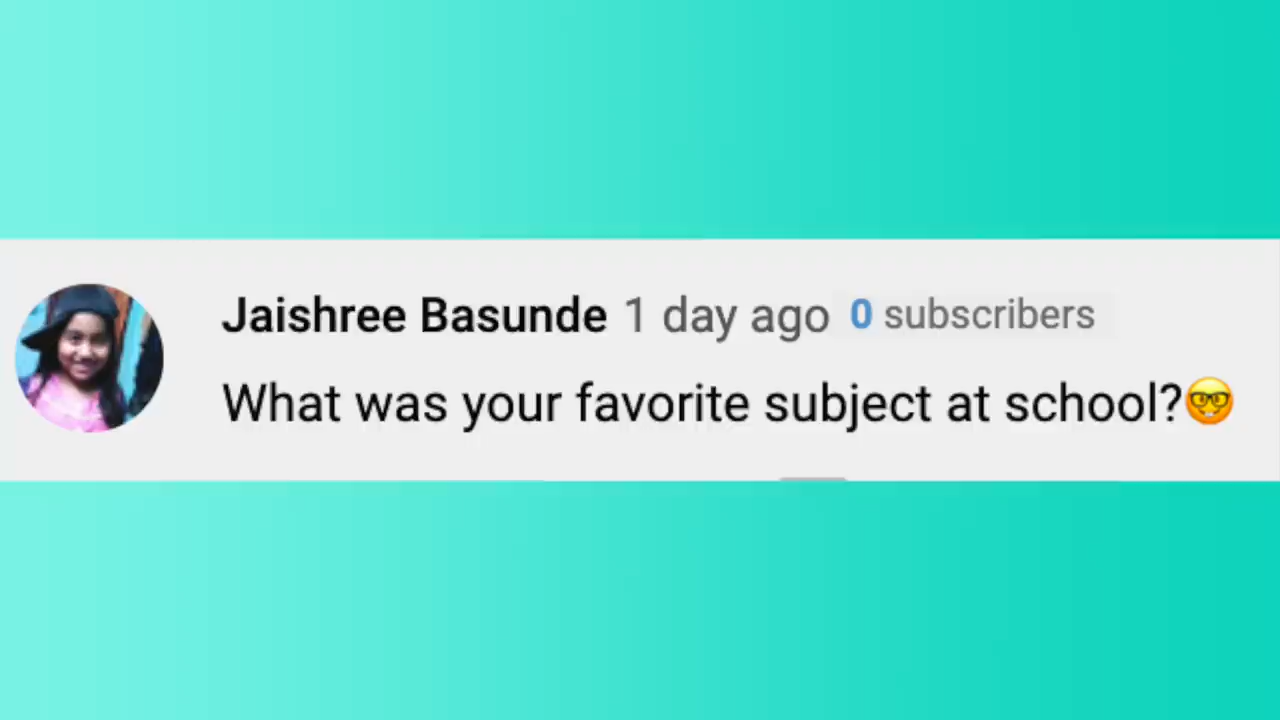 Jaishree Basunde 1 day ago 0 subscribers
What was your favorite subject at school?🤓